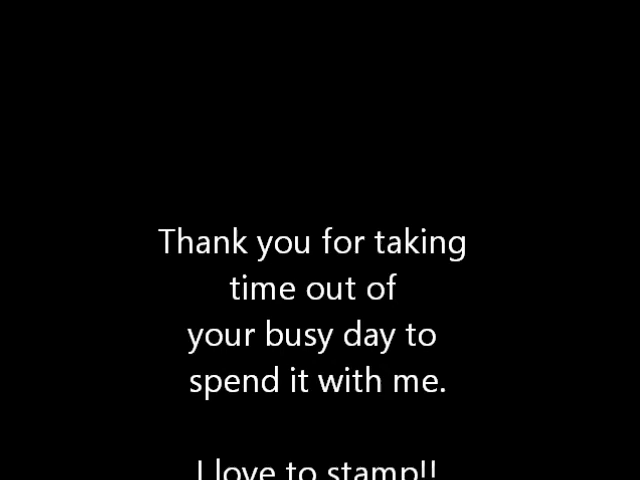 Thank you for taking
time out of
your busy day to
spend it with me.
I love to stamp!!